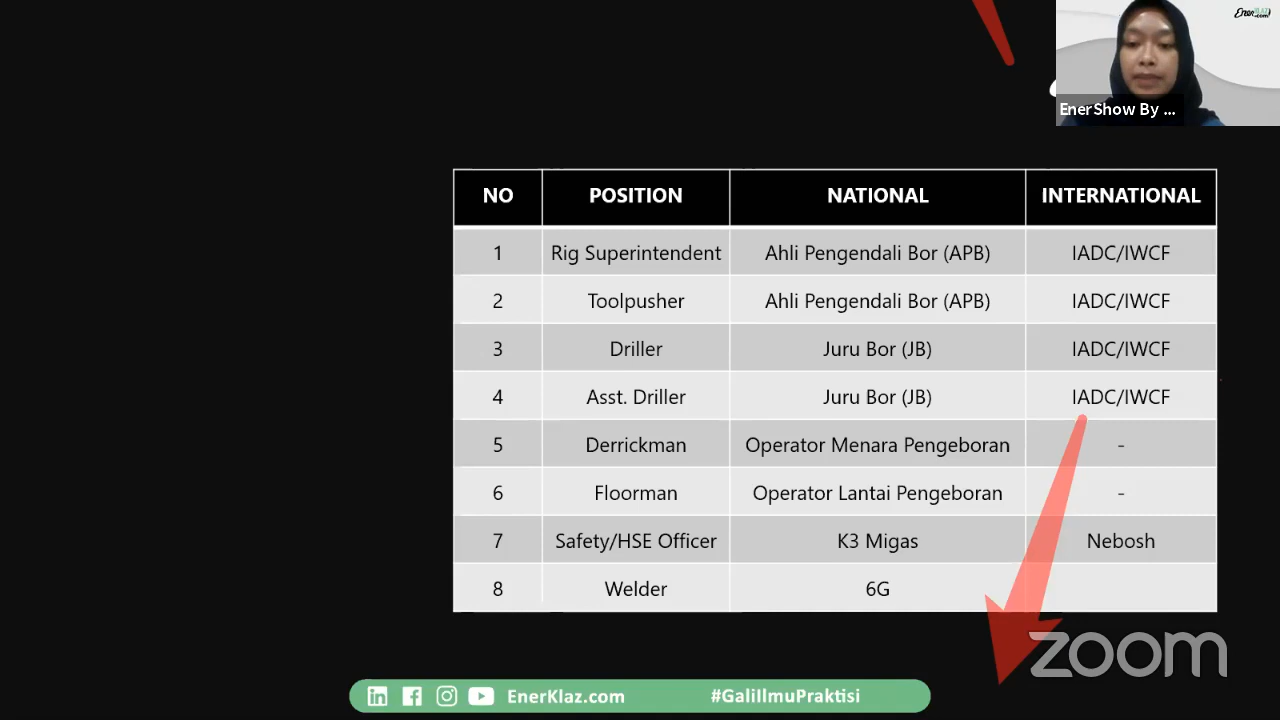 EnerKLAZ.com
EnerShow By ...
NO POSITION NATIONAL INTERNATIONAL
1 Rig Superintendent Ahli Pengendali Bor (APB) IADC/IWCF
2 Toolpusher Ahli Pengendali Bor (APB) IADC/IWCF
3 Driller Juru Bor (JB) IADC/IWCF
4 Asst. Driller Juru Bor (JB) IADC/IWCF
5 Derrickman Operator Menara Pengeboran -
6 Floorman Operator Lantai Pengeboran -
7 Safety/HSE Officer K3 Migas Nebosh
8 Welder 6G
zoom
EnerKlaz.com #GaliIlmuPraktisi